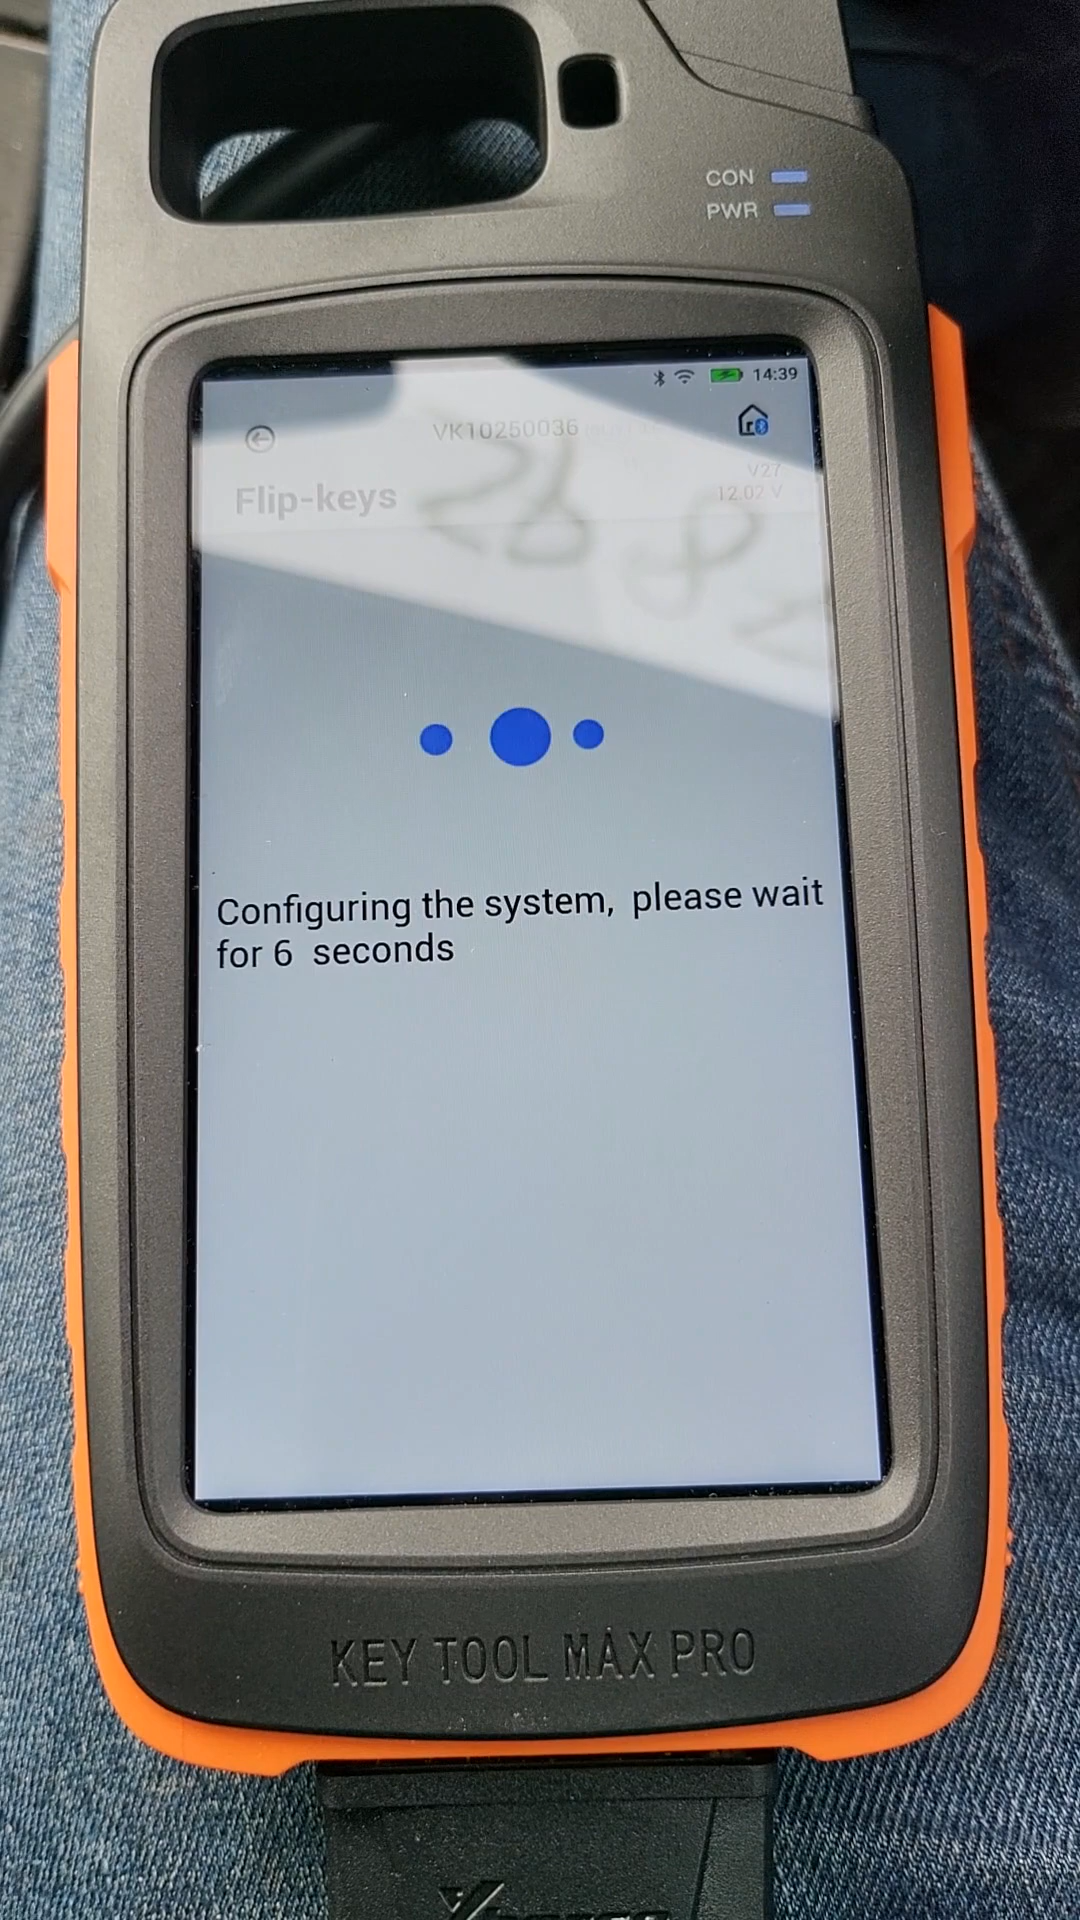 CON
PWR
14:39
VK10250036
V27
12.02 V
Flip-keys
Configuring the system, please wait
for 6 seconds
KEY TOOL MAX PRO